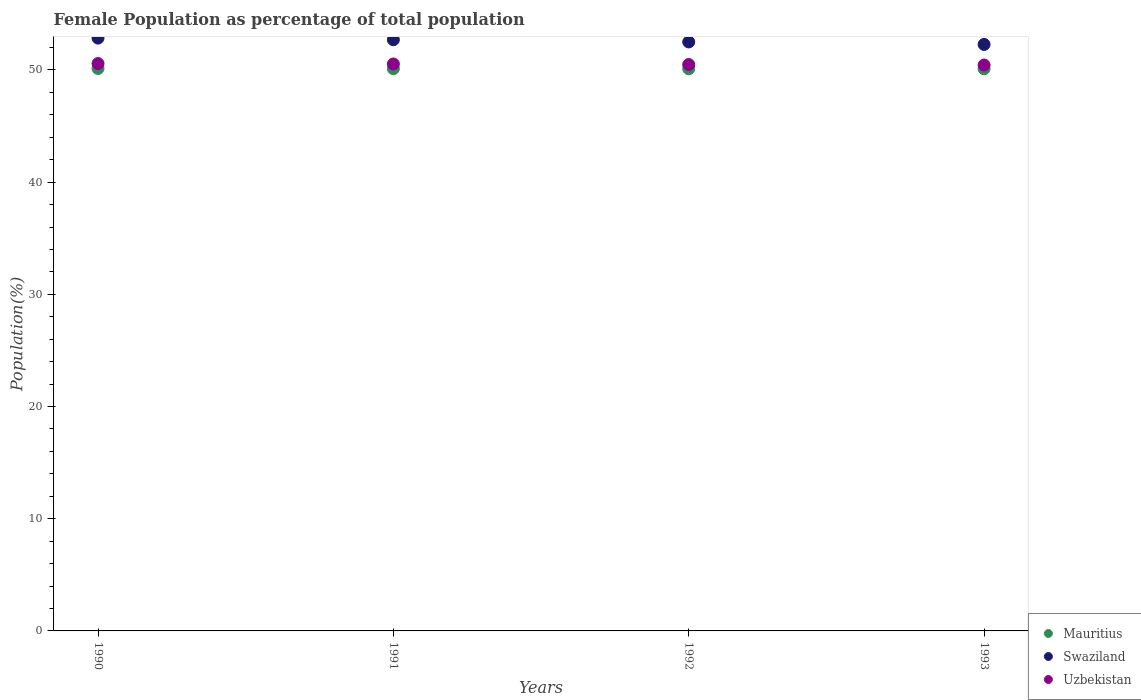 Female Population as percentage of total population
Population(%)
50
40
30
20
10
0
1990
1991
1992
1993
Years
Mauritius
Swaziland
Uzbekistan